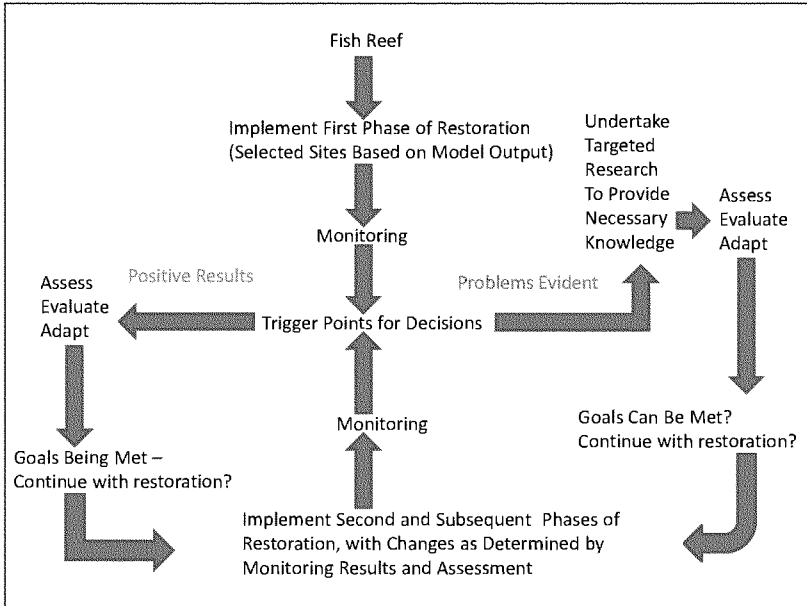 Fish Reef
Implement First Phase of Restoration
(Selected Sites Based on Model Output)
Monitoring
Positive Results
Problems Evident
Trigger Points for Decisions
Assess
Evaluate
Adapt
Goals Being Met –
Continue with restoration?
Undertake
Targeted
Research
To Provide
Necessary
Knowledge
Assess
Evaluate
Adapt
Goals Can Be Met?
Continue with restoration?
Monitoring
Implement Second and Subsequent Phases of
Restoration, with Changes as Determined by
Monitoring Results and Assessment